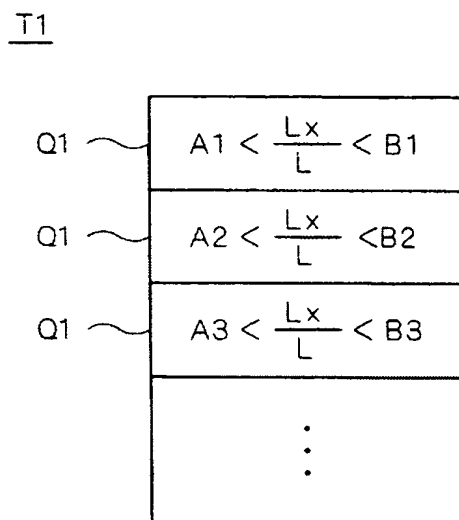 T1
Q1 A1 < Lx/L < B1
Q1 A2 < Lx/L <B2
Q1 A3 < Lx/L < B3
⋮